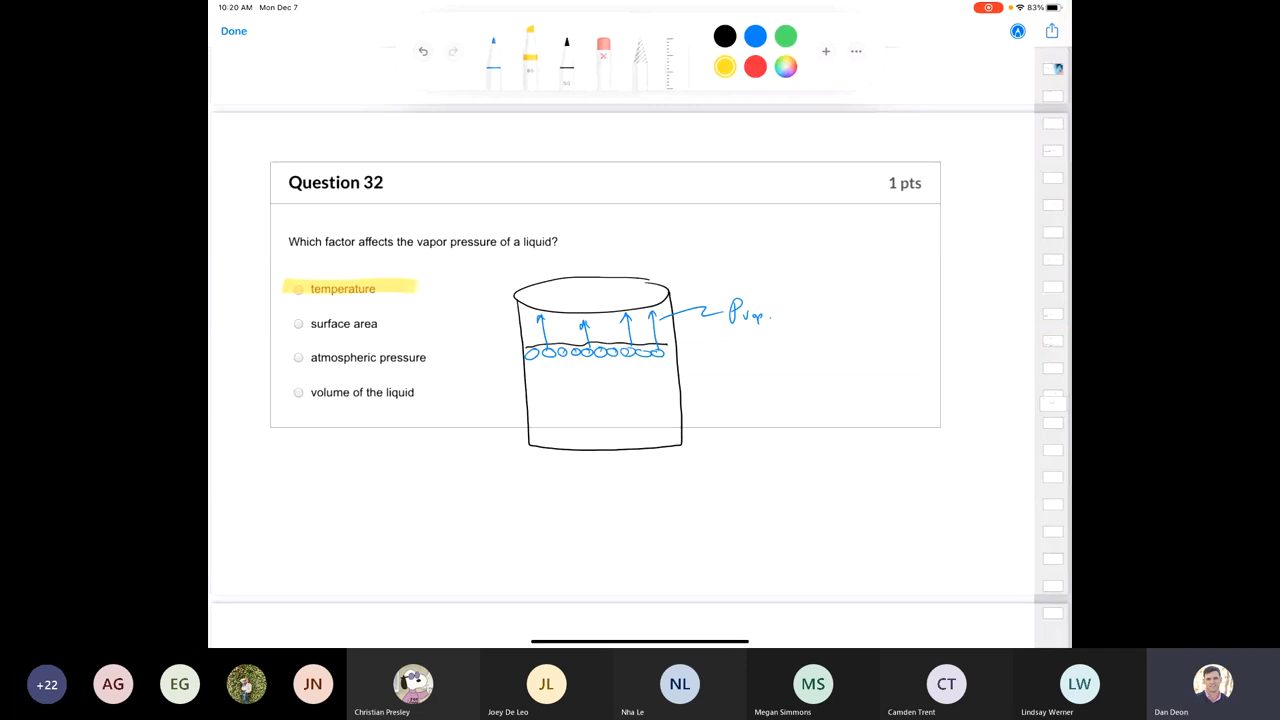 10:20 AM Mon Dec 7
83%
Done
Question 32
1 pts
Which factor affects the vapor pressure of a liquid?
temperature
surface area
atmospheric pressure
volume of the liquid
Pvap.
+22
AG
EG
JN
JL
NL
MS
CT
LW
Christian Presley
Joey De Leo
Nha Le
Megan Simmons
Camden Trent
Lindsay Werner
Dan Deon